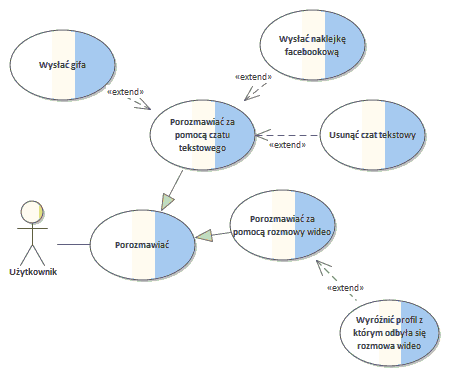 Wysłać naklejkę
facebookową
Wysłać gifa
«extend»
«extend»
Porozmawiać za
pomocą czatu
tekstowego
Usunąć czat tekstowy
«extend»
Porozmawiać za
pomocą rozmowy wideo
Porozmawiać
Użytkownik
«extend»
Wyróżnić profil z
którym odbyła się
rozmowa wideo